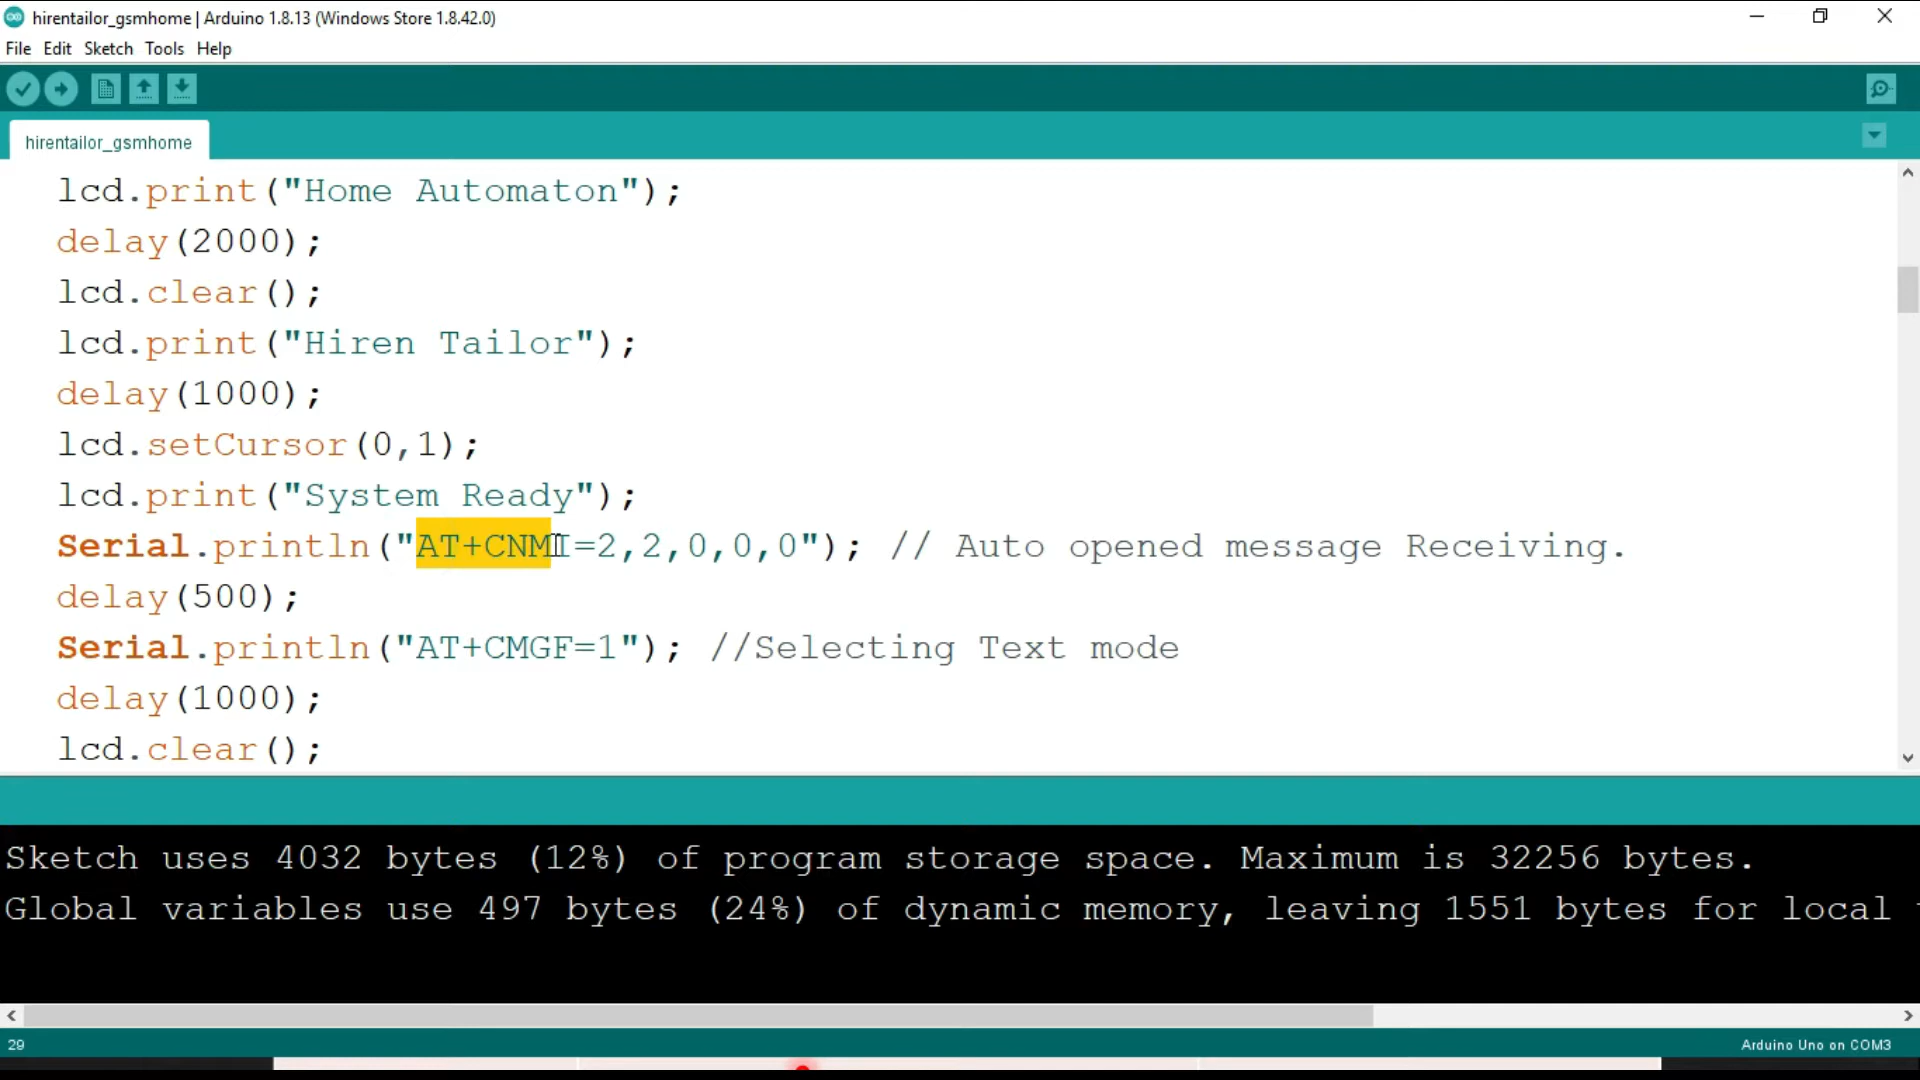 hirentailor_gsmhome | Arduino 1.8.13 (Windows Store 1.8.42.0)
File Edit Sketch Tools Help
hirentailor_gsmhome
lcd.print("Home Automaton");
delay(2000);
lcd.clear();
lcd.print("Hiren Tailor");
delay(1000);
lcd.setCursor(0,1);
lcd.print("System Ready");
Serial.println("AT+CNMI=2,2,0,0,0"); // Auto opened message Receiving.
delay(500);
Serial.println("AT+CMGF=1"); //Selecting Text mode
delay(1000);
lcd.clear();
Sketch uses 4032 bytes (12%) of program storage space. Maximum is 32256 bytes.
Global variables use 497 bytes (24%) of dynamic memory, leaving 1551 bytes for local
29
Arduino Uno on COM3